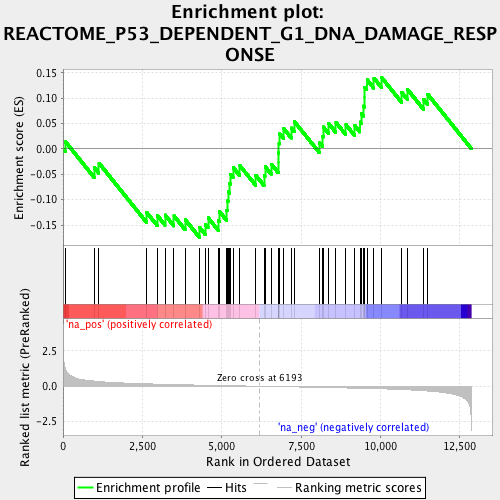 Enrichment plot:
REACTOME_P53_DEPENDENT_G1_DNA_DAMAGE_RESP
ONSE
Enrichment score (ES)
0.15
0.10
0.05
0.00
-0.05
-0.10
-0.15
'na_pos' (positively correlated)
Ranked list metric (PreRanked)
2.5
0.0
-2.5
Zero cross at 6193
'na_neg' (negatively correlated)
0
2,500
5,000
7,500
10,000
12,500
Rank in Ordered Dataset
Enrichment profile
Hits
Ranking metric scores